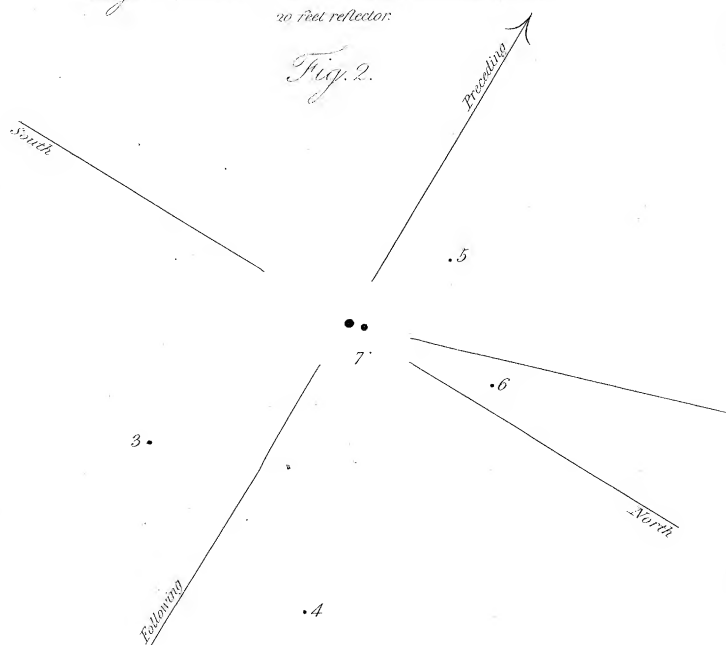 20 feet reflector.
Fig. 2.
Preceding
South
5
7
6
3
North
Following
4